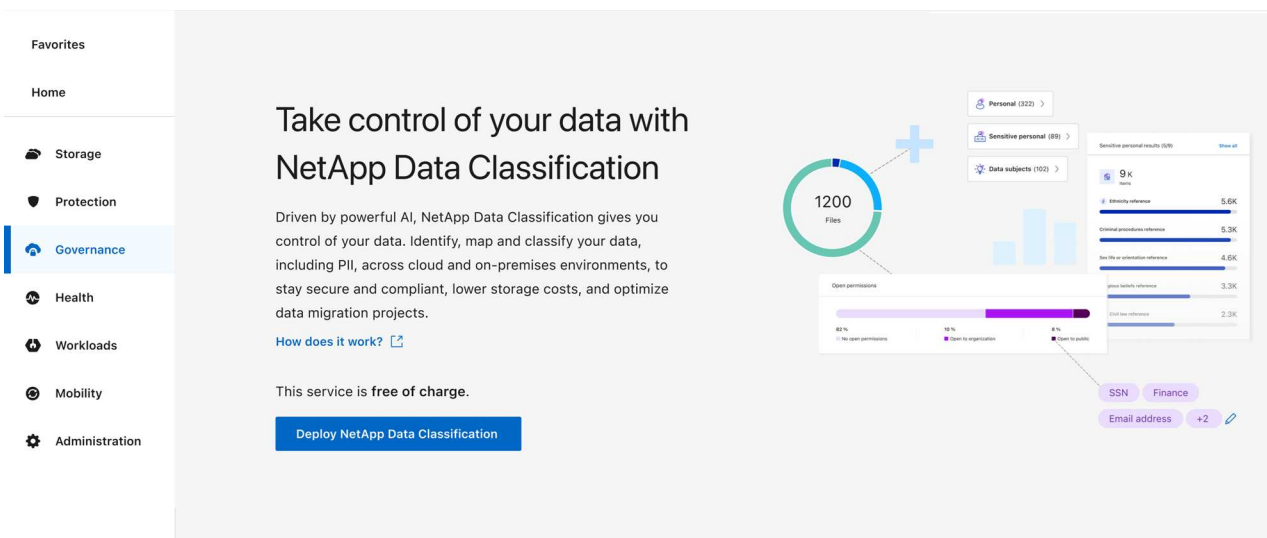 Favorites
Home
Storage
Protection
Governance
Health
Workloads
Mobility
Administration
Take control of your data with
NetApp Data Classification
Driven by powerful AI, NetApp Data Classification gives you
control of your data. Identify, map and classify your data,
including PII, across cloud and on-premises environments, to
stay secure and compliant, lower storage costs, and optimize
data migration projects.
How does it work?
This service is free of charge.
Deploy NetApp Data Classification
1200
Files
Personal (322)
Sensitive personal (89)
Data subjects (102)
Sensitive personal results (5/9) Show all
9 K
items
Ethnicity reference 5.6K
Criminal procedures reference 5.3K
Sex life or orientation reference 4.6K
beliefs reference 3.3K
Civil law reference 2.3K
Open permissions
82 % 10 % 8 %
No open permissions Open to organization Open to public
SSN Finance
Email address +2